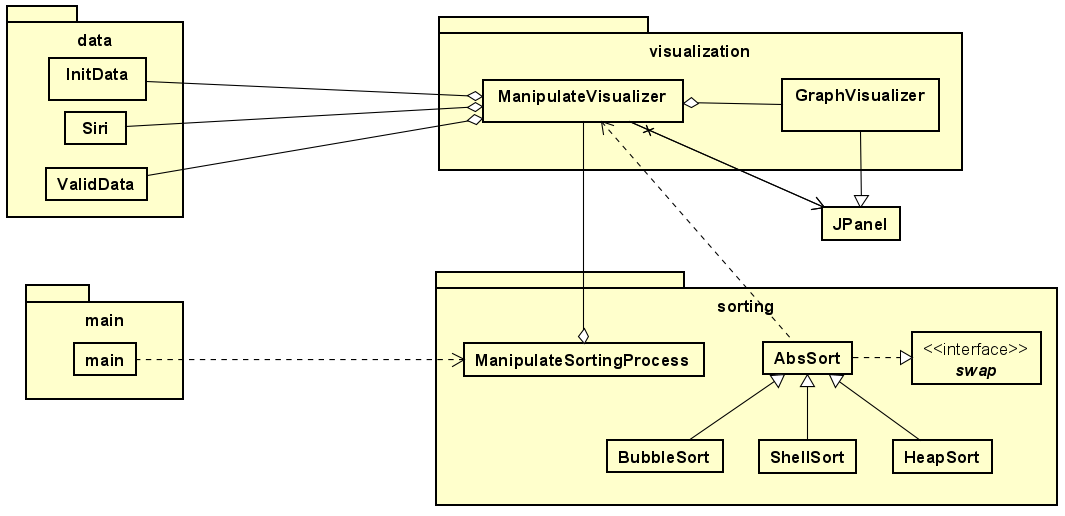 data
InitData
Siri
ValidData
visualization
ManipulateVisualizer
GraphVisualizer
JPanel
main
main
sorting
ManipulateSortingProcess
AbsSort
<<interface>>
swap
BubbleSort
ShellSort
HeapSort